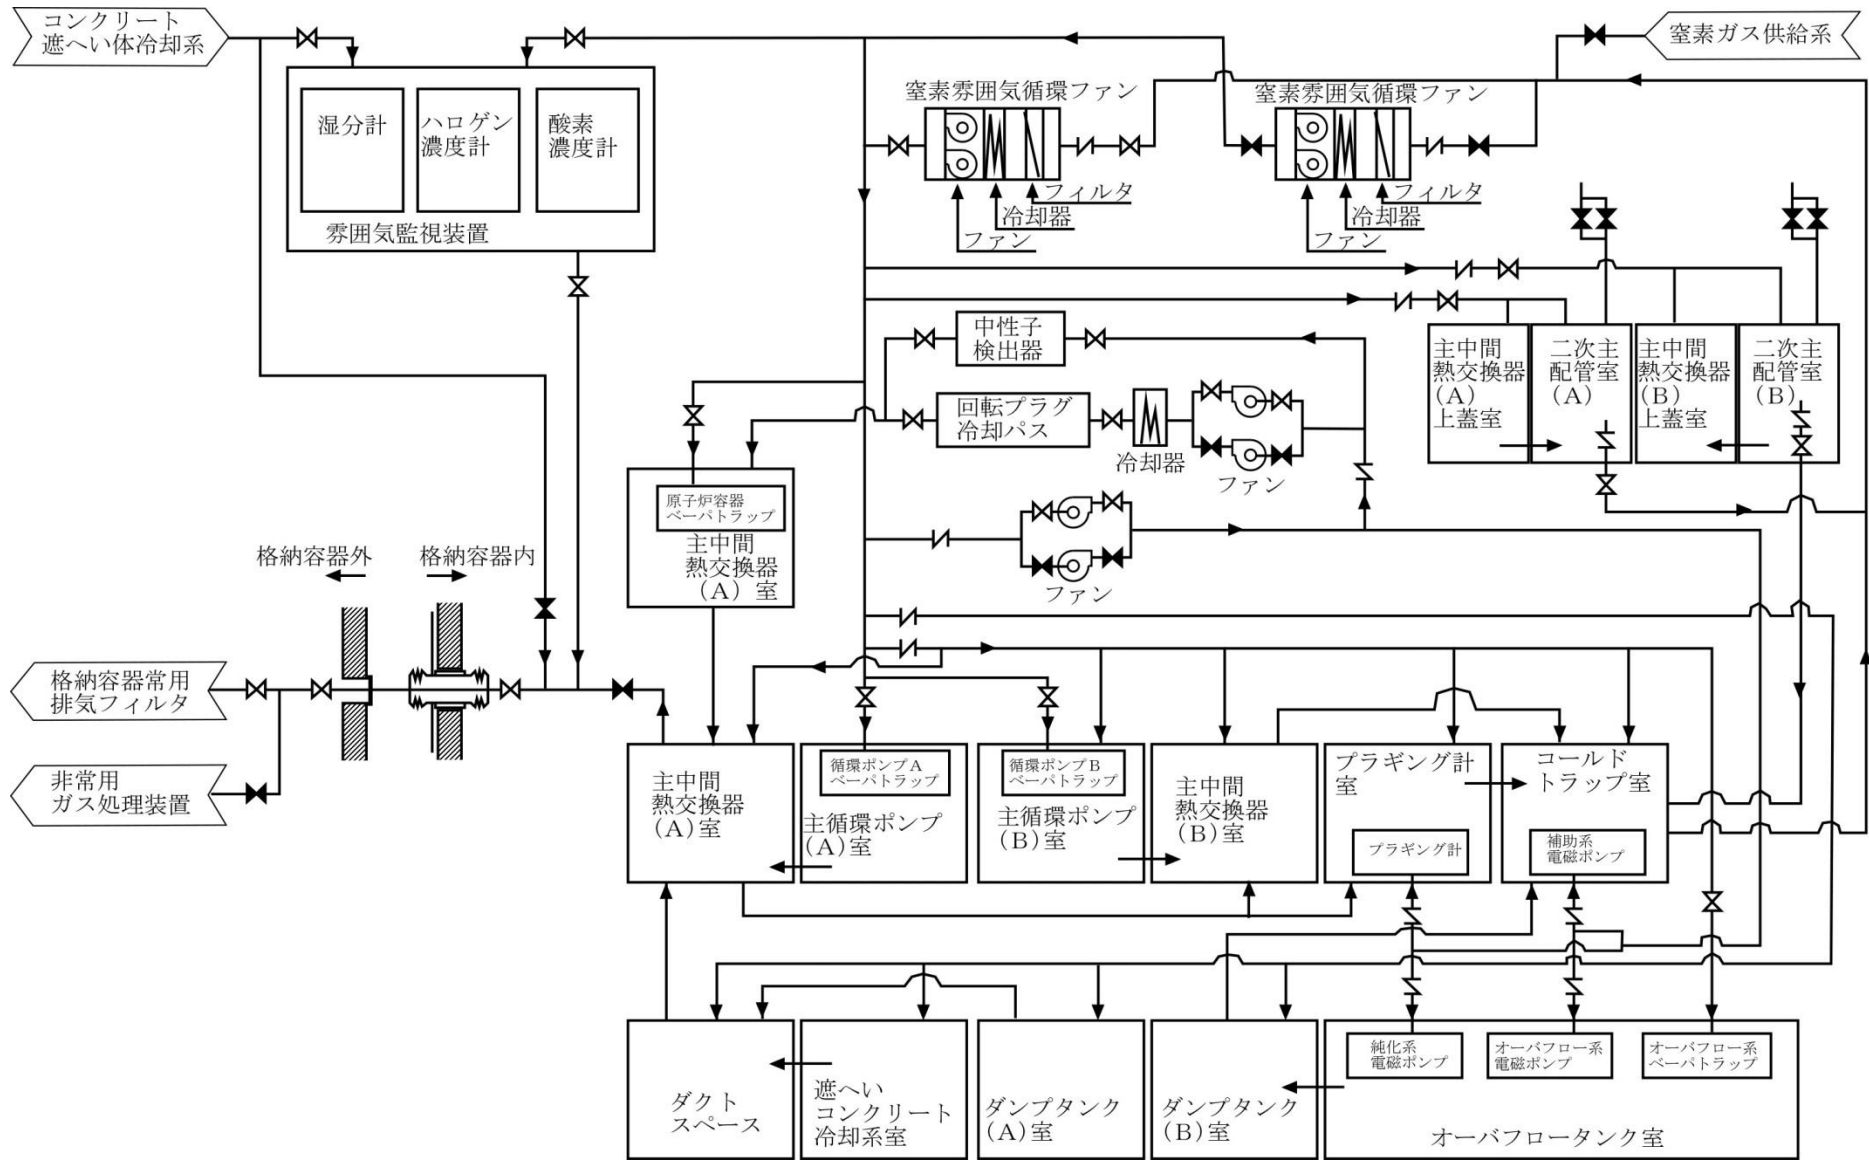 コンクリート
遮へい体冷却系
窒素ガス供給系
湿分計
ハロゲン
濃度計
酸素
濃度計
雰囲気監視装置
窒素雰囲気循環ファン
フィルタ
冷却器
ファン
窒素雰囲気循環ファン
フィルタ
冷却器
ファン
中性子
検出器
回転プラグ
冷却パス
冷却器
ファン
ファン
主中間
熱交換器
(A)
上蓋室
二次主
配管室
(A)
主中間
熱交換器
(B)
上蓋室
二次主
配管室
(B)
原子炉容器
ベーパトラップ
主中間
熱交換器
(A)室
格納容器外
格納容器内
格納容器常用
排気フィルタ
非常用
ガス処理装置
主中間
熱交換器
(A)室
循環ポンプA
ベーパトラップ
主循環ポンプ
(A)室
循環ポンプB
ベーパトラップ
主循環ポンプ
(B)室
主中間
熱交換器
(B)室
プラギング計
室
プラギング計
コールド
トラップ室
補助系
電磁ポンプ
ダクト
スペース
遮へい
コンクリート
冷却系室
ダンプタンク
(A)室
ダンプタンク
(B)室
純化系
電磁ポンプ
オーバフロー系
電磁ポンプ
オーバフロー系
ベーパトラップ
オーバフロータンク室